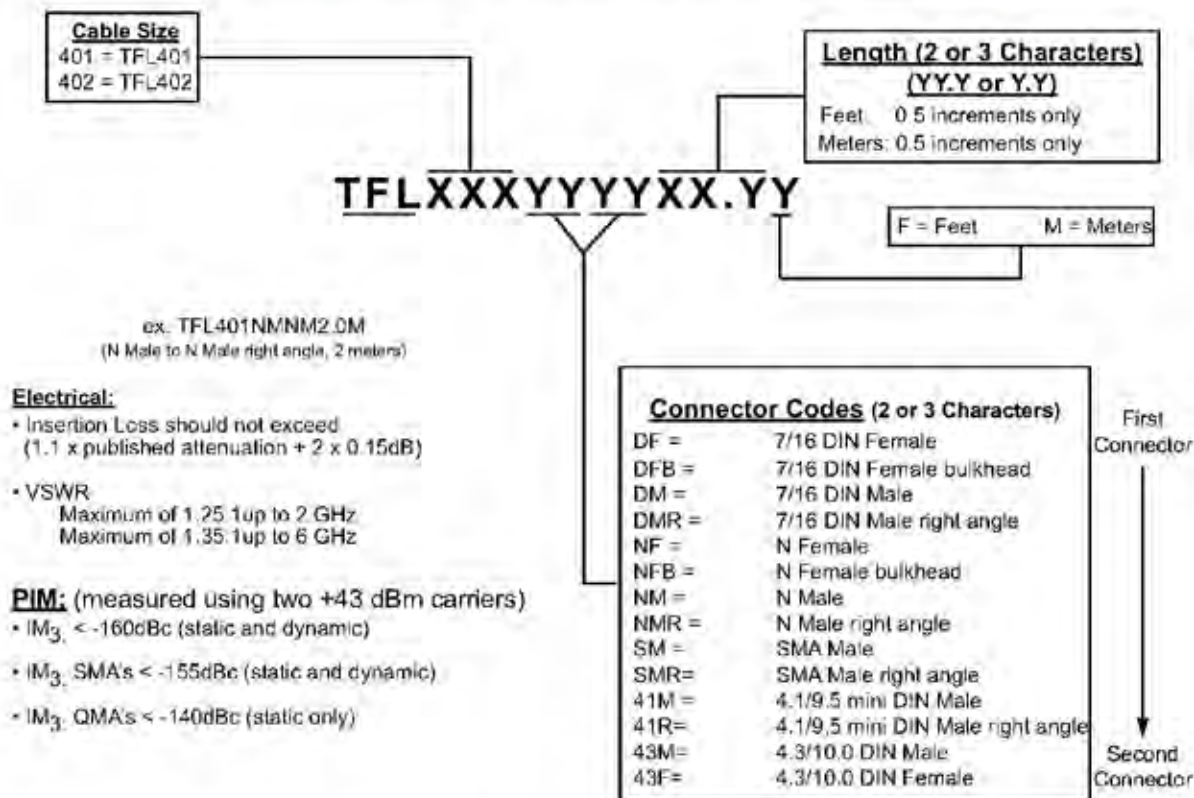 Cable Size
401 = TFL401
402 = TFL402
Length (2 or 3 Characters)
(YY.Y or Y.Y)
Feet: 0.5 increments only
Meters: 0.5 increments only
TFLXXXYYYYXX.YY
F = Feet M = Meters
ex. TFL401NMNM2.0M
(N Male to N Male right angle, 2 meters)
Electrical:
• Insertion Loss should not exceed
(1.1 x published attenuation + 2 x 0.15dB)
• VSWR
Maximum of 1.25:1up to 2 GHz
Maximum of 1.35:1up to 6 GHz
PIM: (measured using two +43 dBm carriers)
• IM3, < -160dBc (static and dynamic)
• IM3, SMA's < -155dBc (static and dynamic)
• IM3, QMA's < -140dBc (static only)
Connector Codes (2 or 3 Characters)
DF = 7/16 DIN Female
DFB = 7/16 DIN Female bulkhead
DM = 7/16 DIN Male
DMR = 7/16 DIN Male right angle
NF = N Female
NFB = N Female bulkhead
NM = N Male
NMR = N Male right angle
SM = SMA Male
SMR= SMA Male right angle
41M = 4.1/9.5 mini DIN Male
41R= 4.1/9.5 mini DIN Male right angle
43M= 4.3/10.0 DIN Male
43F= 4.3/10.0 DIN Female
First
Connector
Second
Connector